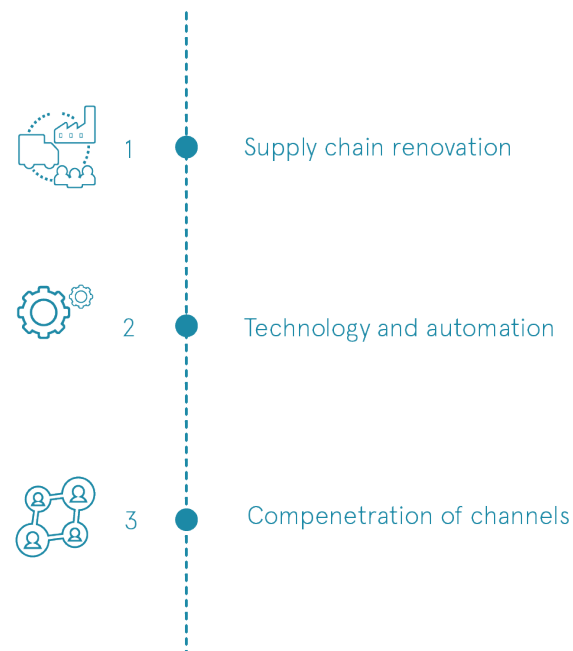 1 Supply chain renovation
2 Technology and automation
3 Compenetration of channels